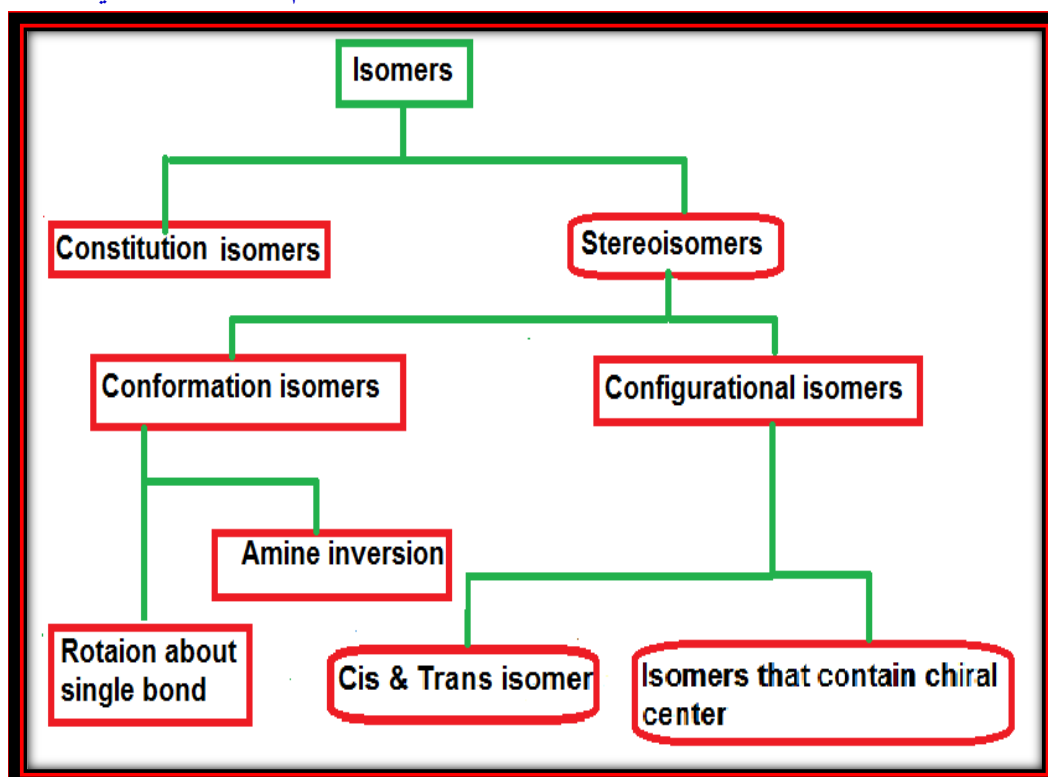 Isomers
Constitution isomers
Stereoisomers
Conformation isomers
Configurational isomers
Amine inversion
Rotaion about
single bond
Cis & Trans isomer
Isomers that contain chiral
center